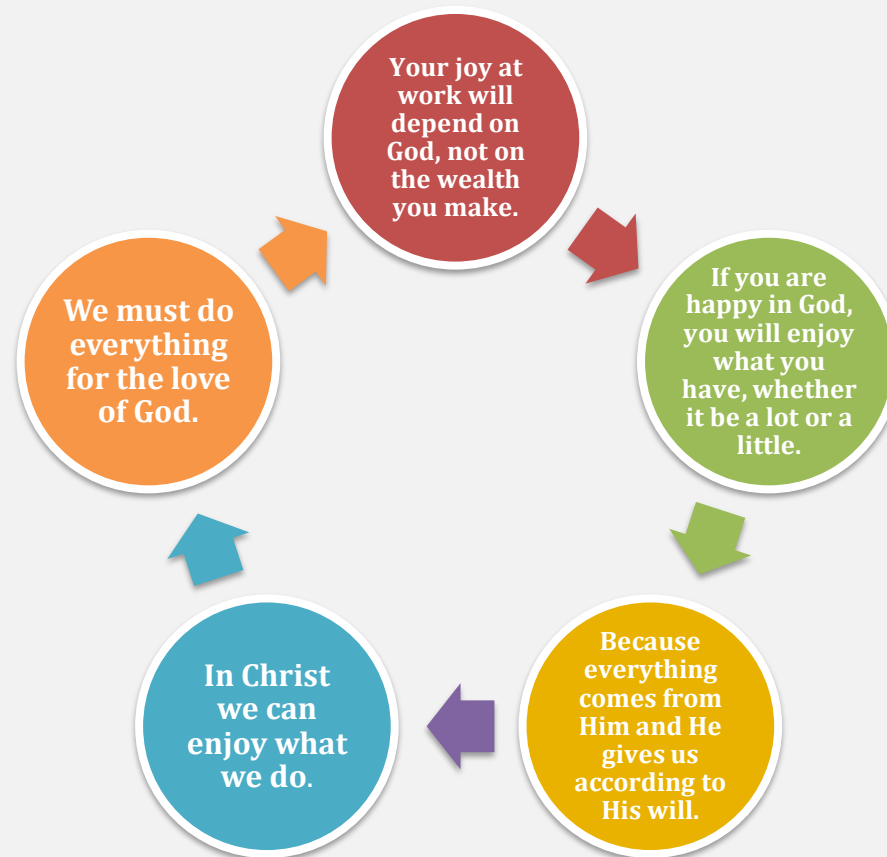 Your joy at
work will
depend on
God, not on
the wealth
you make.
If you are
happy in God,
you will enjoy
what you
have, whether
it be a lot or a
little.
Because
everything
comes from
Him and He
gives us
according to
His will.
In Christ
we can
enjoy what
we do.
We must do
everything
for the love
of God.